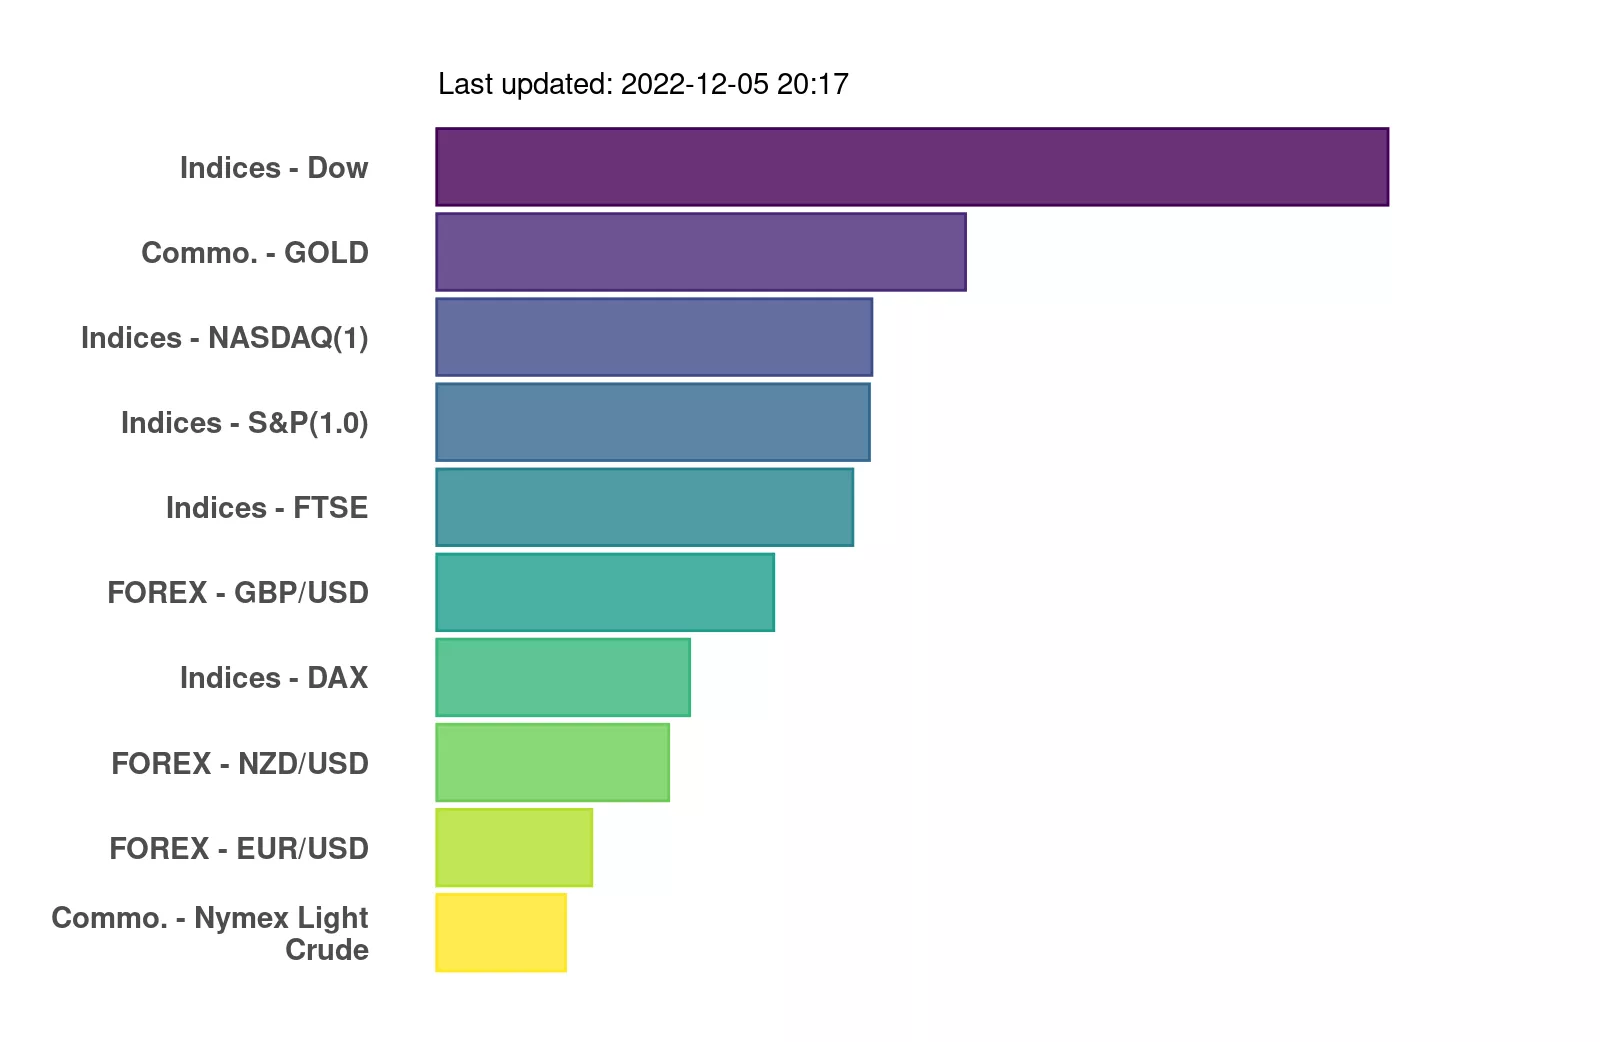 Last updated: 2022-12-05 20:17
Indices - Dow
Commo. - GOLD
Indices - NASDAQ(1)
Indices - S&P(1.0)
Indices - FTSE
FOREX - GBP/USD
Indices - DAX
FOREX - NZD/USD
FOREX - EUR/USD
Commo. - Nymex Light
Crude